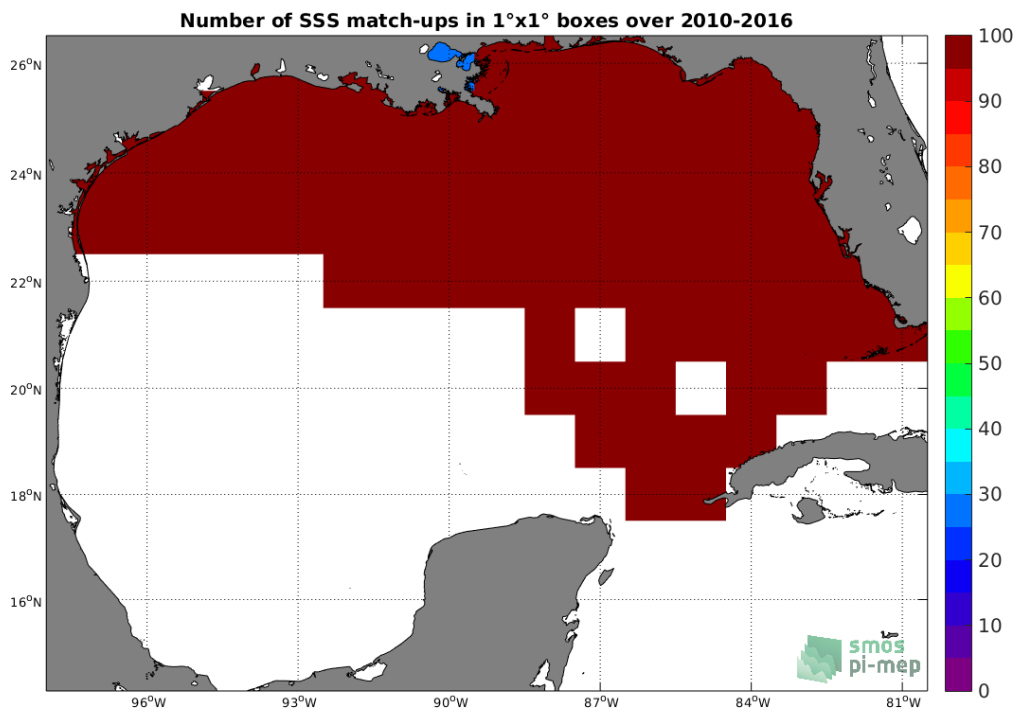 Number of SSS match-ups in 1°x1° boxes over 2010-2016
26°N
24°N
22°N
20°N
18°N
16°N
96°W
93°W
90°W
87°W
84°W
81°W
100
90
80
70
60
50
40
30
20
10
0
smos
pi-mep